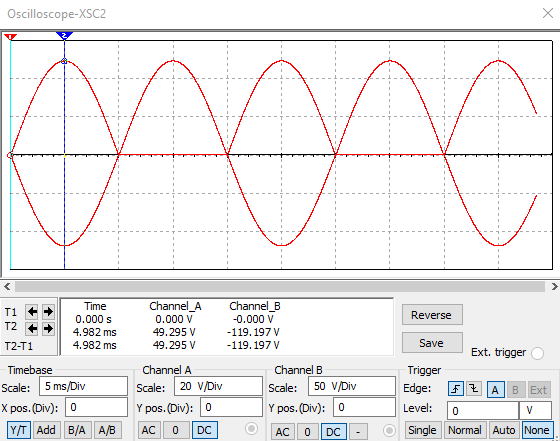 Oscilloscope-XSC2
1
2
T1
T2
T2-T1
Time Channel_A Channel_B
0.000 s 0.000 V -0.000 V
4.982 ms 49.295 V -119.197 V
4.982 ms 49.295 V -119.197 V
Reverse
Save
Ext. trigger
Timebase
Scale: 5 ms/Div
X pos.(Div): 0
Y/T Add B/A A/B
Channel A
Scale: 20 V/Div
Y pos.(Div): 0
AC 0 DC
Channel B
Scale: 50 V/Div
Y pos.(Div): 0
AC 0 DC -
Trigger
Edge: A B Ext
Level: 0 V
Single Normal Auto None